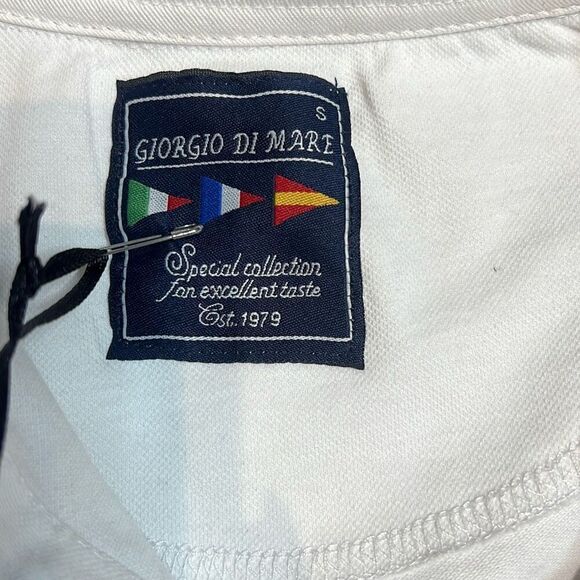 S
GIORGIO DI MARE
Special collection
for excellent taste
Est. 1979